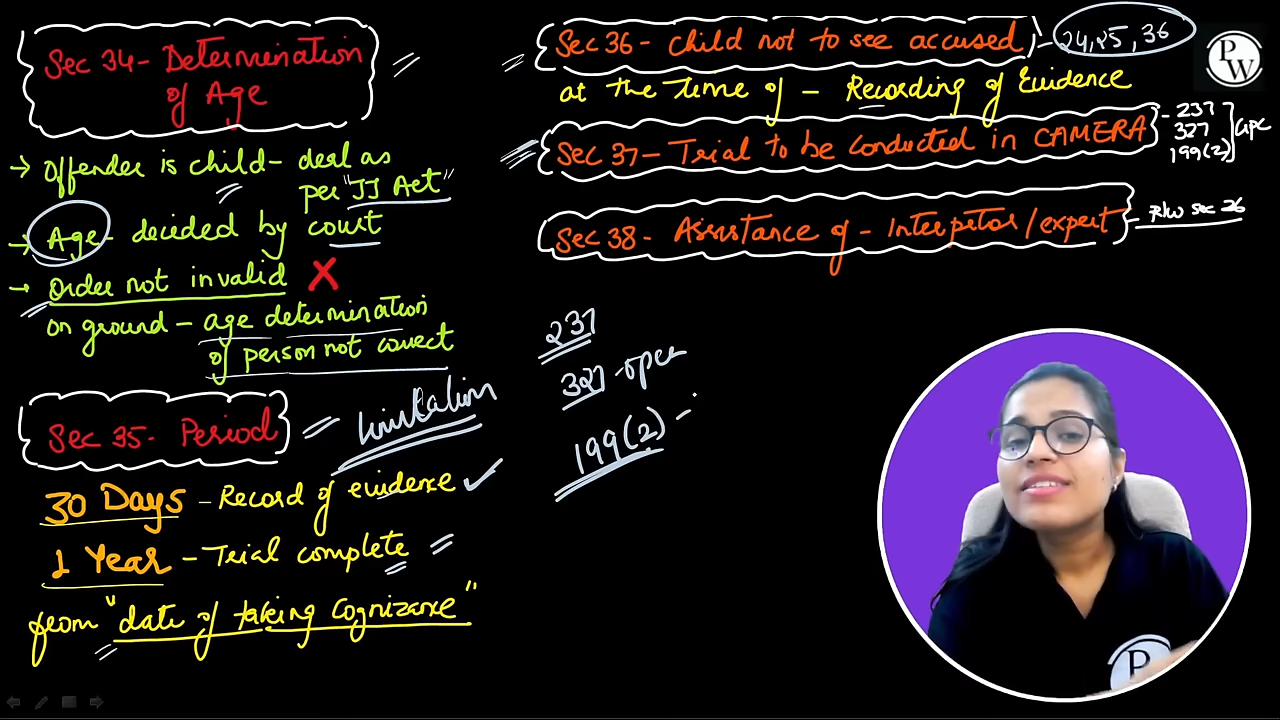 Sec 34- Determination
of Age
→ Offender is child- deal as
per "JJ Act"
→ Age- decided by court
→ Order not invalid X
on ground - age determination
of person not correct
Sec 35- Period
limitation
30 Days - Record of evidence ✓
1 Year - Trial complete
from "date of taking Cognizance"
Sec 36- Child not to see accused - 24, 25, 36
at the time of - Recording of Evidence
Sec 37- Trial to be conducted in CAMERA - 237
327
199(2)
CrPC
Sec 38- Assistance of - Interpetor/expert - R/w Sec 26
237
327 - open
199(2) -
PW
P